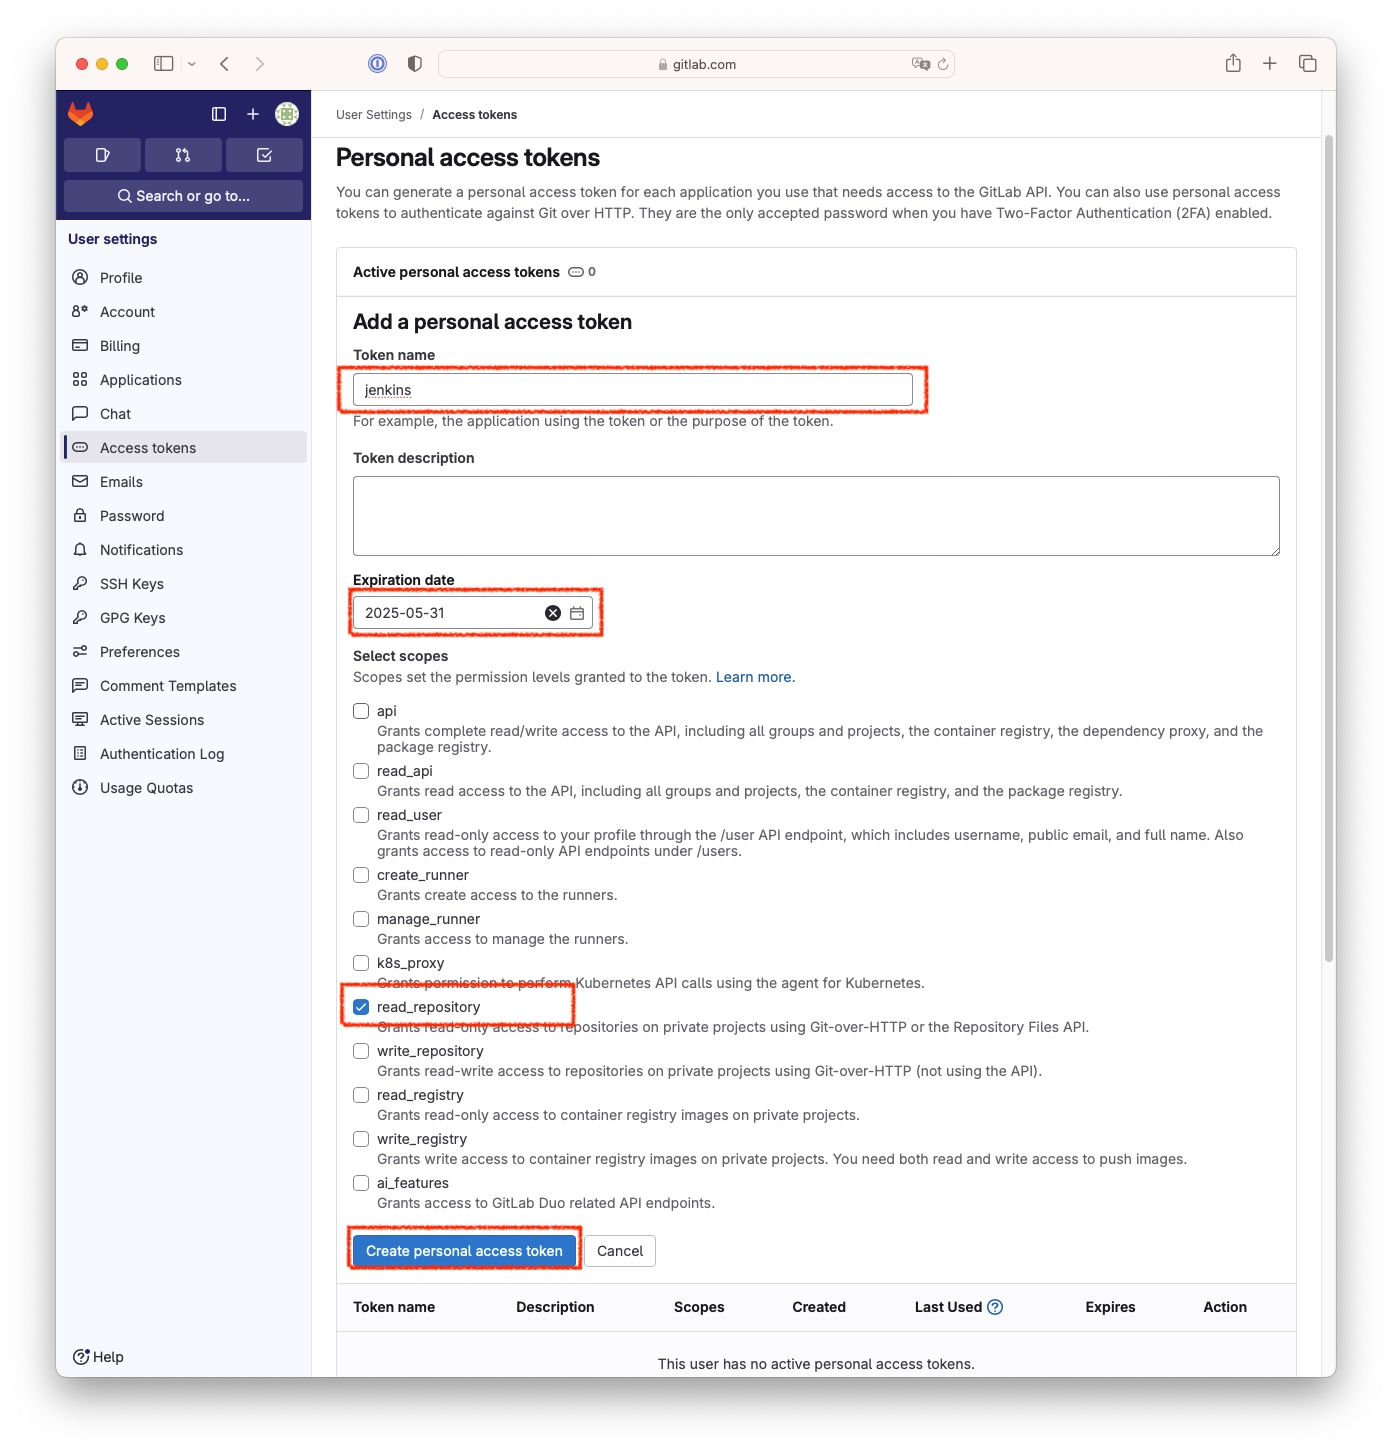 gitlab.com
User Settings / Access tokens
Search or go to...
User settings
Profile
Account
Billing
Applications
Chat
Access tokens
Emails
Password
Notifications
SSH Keys
GPG Keys
Preferences
Comment Templates
Active Sessions
Authentication Log
Usage Quotas
Help
Personal access tokens
You can generate a personal access token for each application you use that needs access to the GitLab API. You can also use personal access
tokens to authenticate against Git over HTTP. They are the only accepted password when you have Two-Factor Authentication (2FA) enabled.
Active personal access tokens 0
Add a personal access token
Token name
jenkins
For example, the application using the token or the purpose of the token.
Token description
Expiration date
2025-05-31
Select scopes
Scopes set the permission levels granted to the token. Learn more.
api
Grants complete read/write access to the API, including all groups and projects, the container registry, the dependency proxy, and the
package registry.
read_api
Grants read access to the API, including all groups and projects, the container registry, and the package registry.
read_user
Grants read-only access to your profile through the /user API endpoint, which includes username, public email, and full name. Also
grants access to read-only API endpoints under /users.
create_runner
Grants create access to the runners.
manage_runner
Grants access to manage the runners.
k8s_proxy
Grants permission to perform Kubernetes API calls using the agent for Kubernetes.
read_repository
Grants read-only access to repositories on private projects using Git-over-HTTP or the Repository Files API.
write_repository
Grants read-write access to repositories on private projects using Git-over-HTTP (not using the API).
read_registry
Grants read-only access to container registry images on private projects.
write_registry
Grants write access to container registry images on private projects. You need both read and write access to push images.
ai_features
Grants access to GitLab Duo related API endpoints.
Create personal access token Cancel
Token name Description Scopes Created Last Used Expires Action
This user has no active personal access tokens.